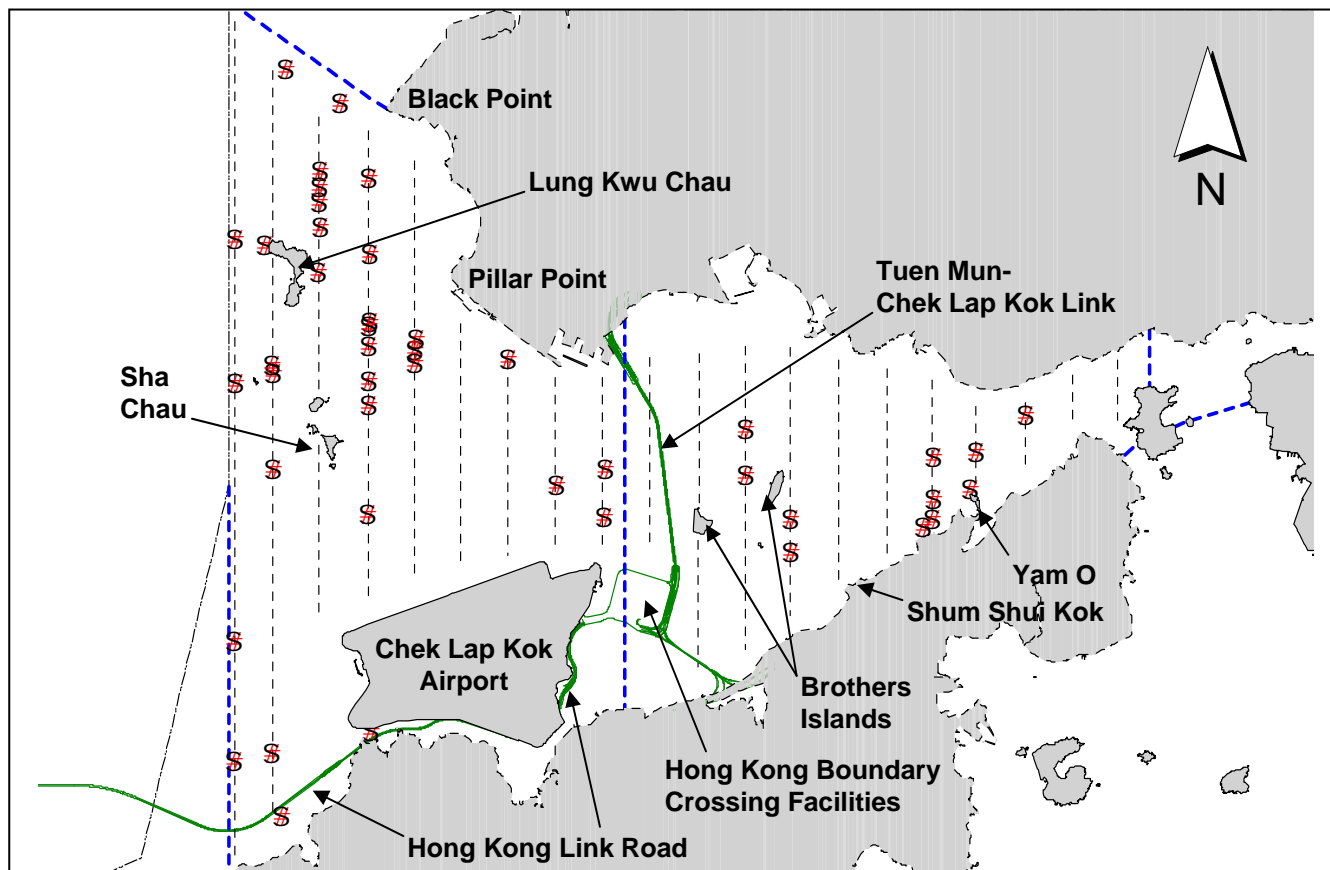 Black Point
Lung Kwu Chau
N
Pillar Point
Tuen Mun-
Chek Lap Kok Link
Sha
Chau
Yam O
Shum Shui Kok
Chek Lap Kok
Airport
Brothers
Islands
Hong Kong Boundary
Crossing Facilities
Hong Kong Link Road